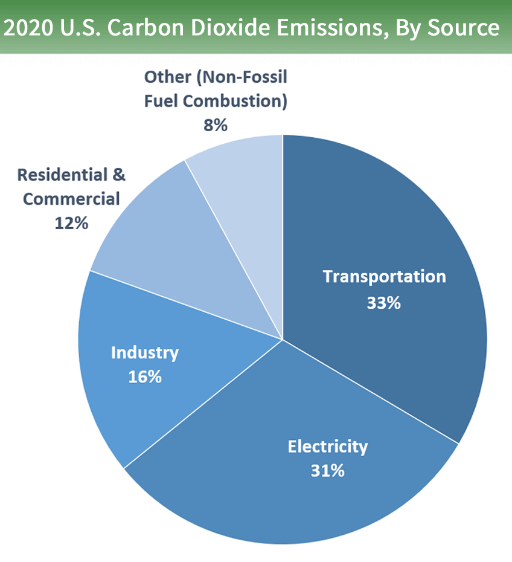 2020 U.S. Carbon Dioxide Emissions, By Source
Other (Non-Fossil
Fuel Combustion)
8%
Residential &
Commercial
12%
Transportation
33%
Industry
16%
Electricity
31%